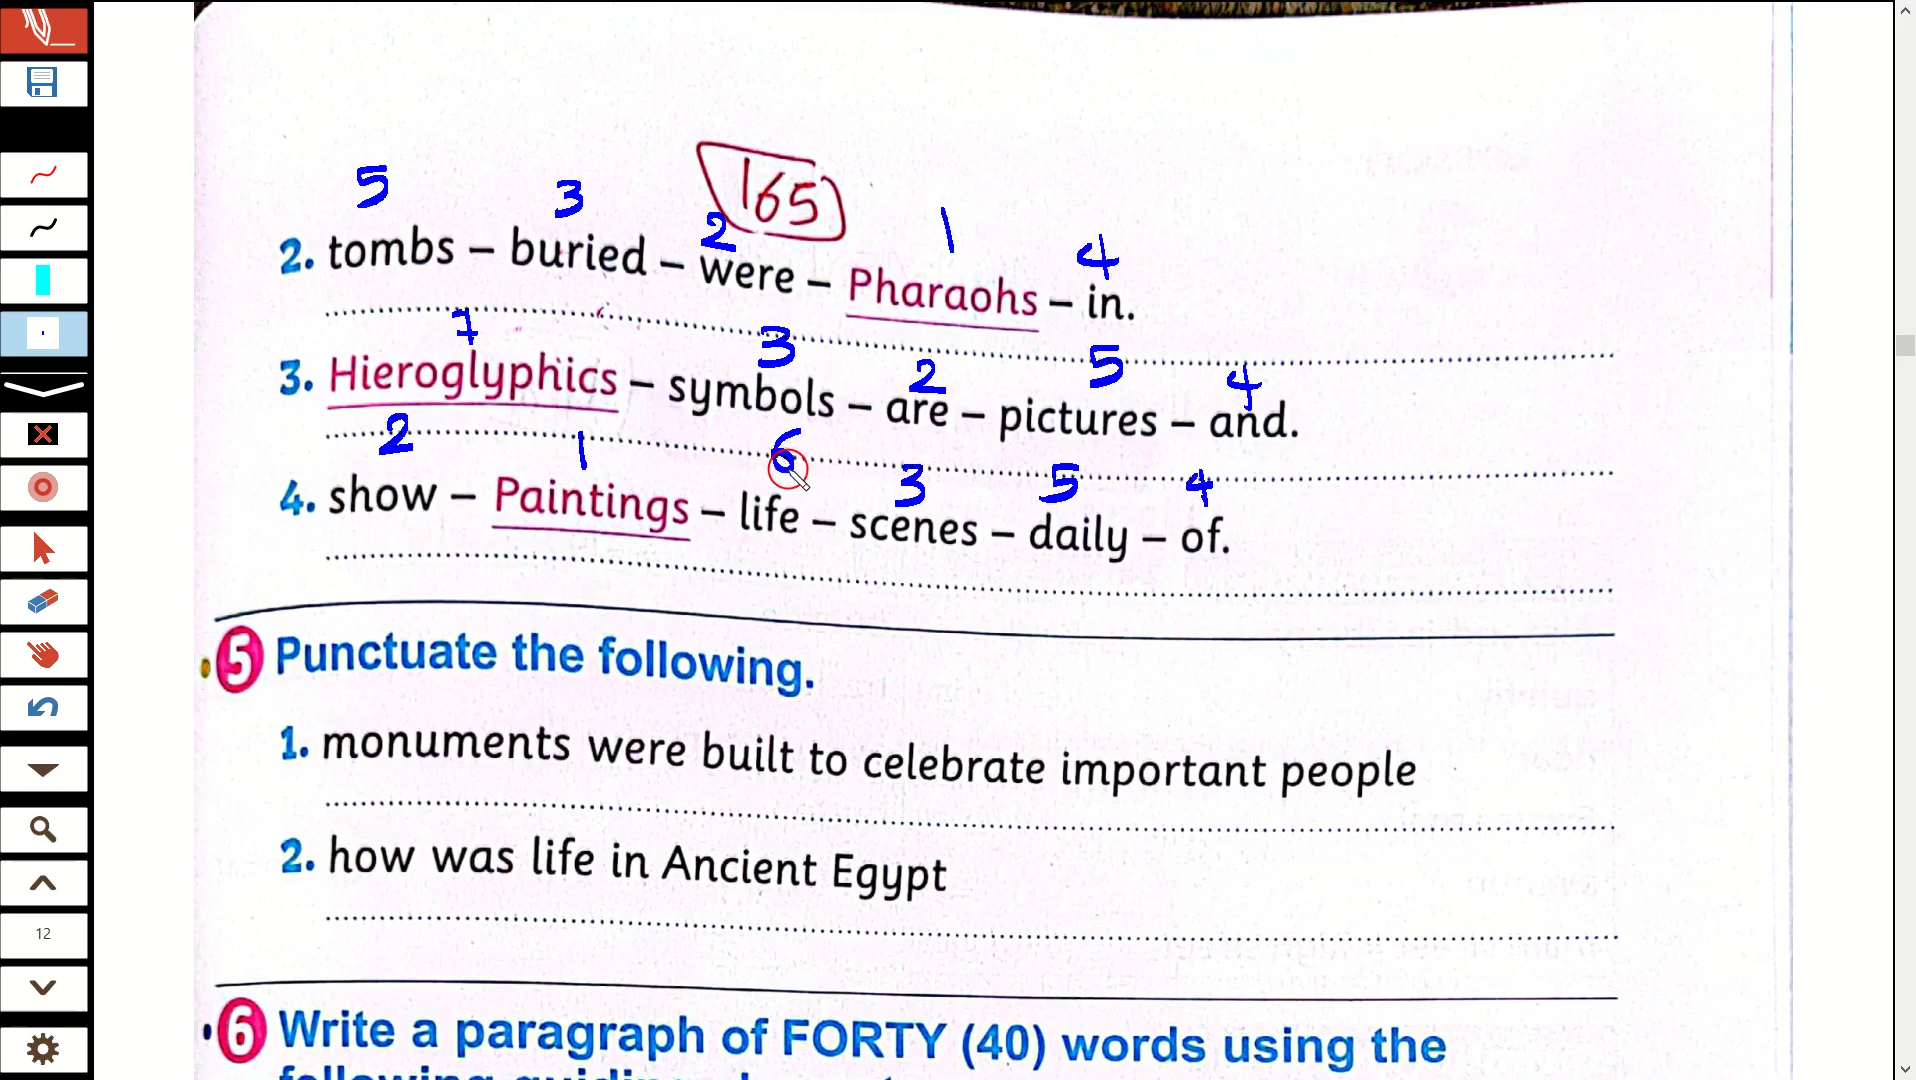 165
5 3 2 1 4
2. tombs – buried – were – Pharaohs – in.
1 3 2 5 4
3. Hieroglyphics – symbols – are – pictures – and.
2 1 6 3 5 4
4. show – Paintings – life – scenes – daily – of.
5 Punctuate the following.
1. monuments were built to celebrate important people
2. how was life in Ancient Egypt
12
6 Write a paragraph of FORTY (40) words using the